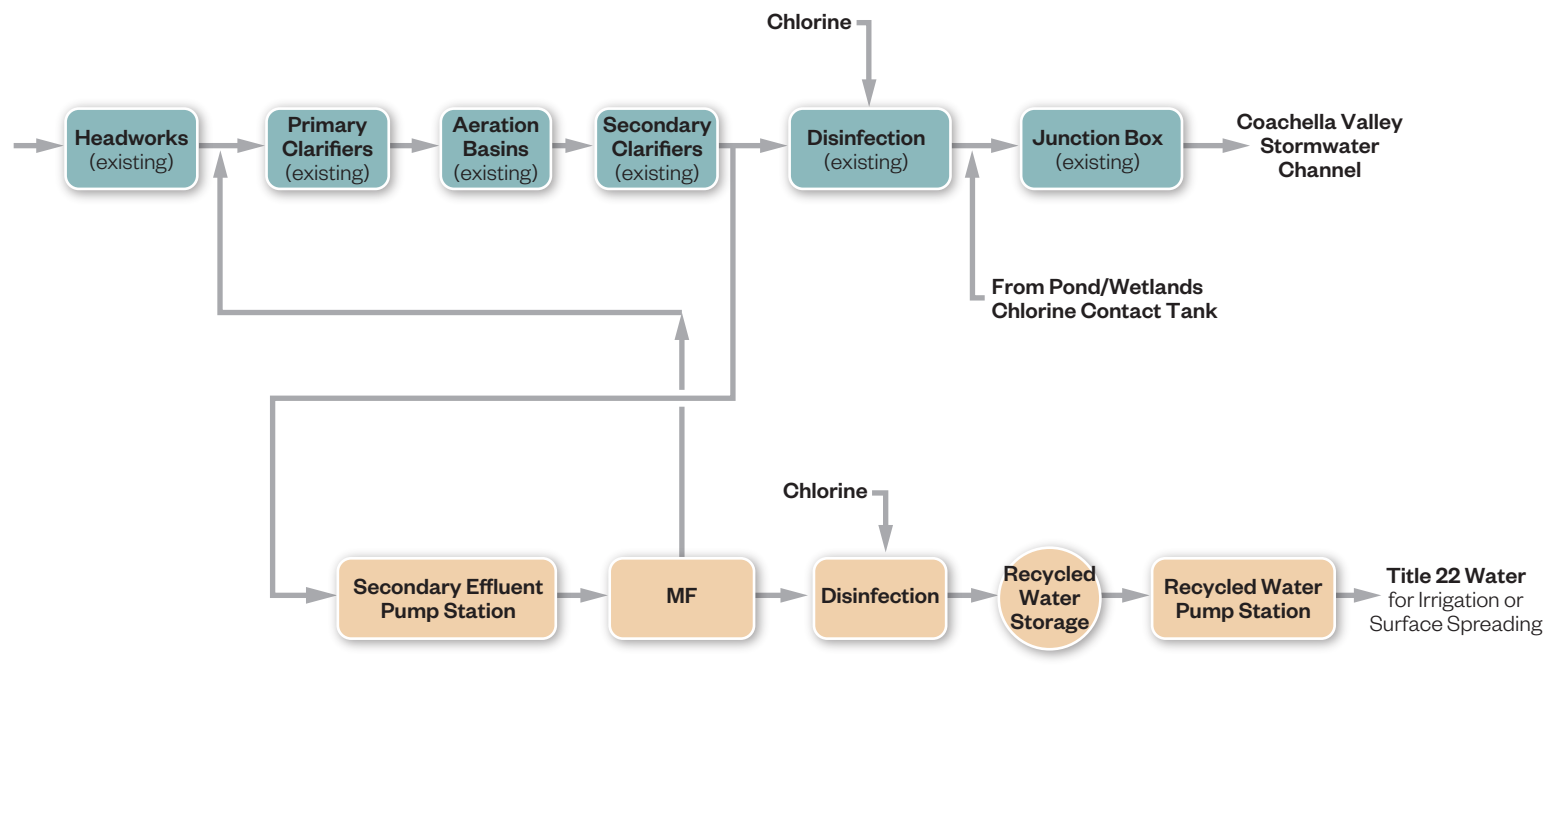 Chlorine
Headworks
(existing)
Primary
Clarifiers
(existing)
Aeration
Basins
(existing)
Secondary
Clarifiers
(existing)
Disinfection
(existing)
Junction Box
(existing)
Coachella Valley
Stormwater
Channel
From Pond/Wetlands
Chlorine Contact Tank
Chlorine
Secondary Effluent
Pump Station
MF
Disinfection
Recycled
Water
Storage
Recycled Water
Pump Station
Title 22 Water
for Irrigation or
Surface Spreading